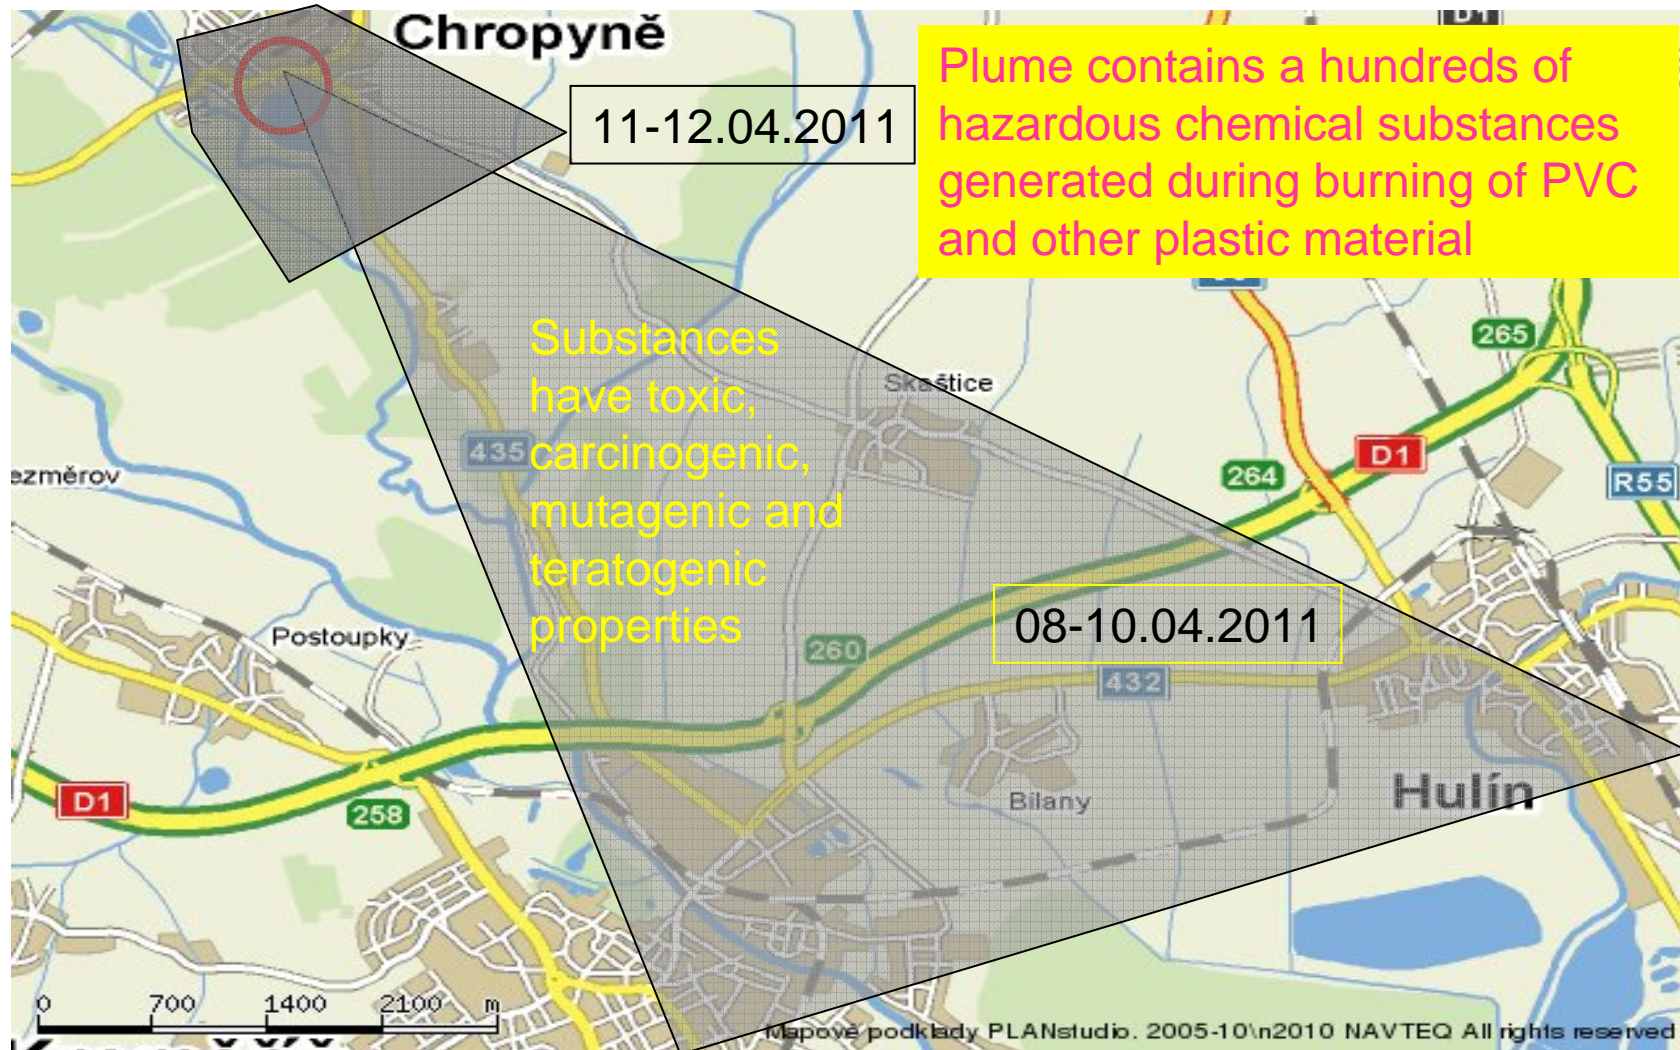 Chropyně
D1
11-12.04.2011
Plume contains a hundreds of
hazardous chemical substances
generated during burning of PVC
and other plastic material
265
Substances
have toxic,
carcinogenic,
mutagenic and
teratogenic
properties
Skaštice
435
D1
264
ezměrov
R55
08-10.04.2011
Postoupky
260
432
D1
258
Bilany
Hulín
0 700 1400 2100 m
Mapové podklady PLANstudio. 2005-10\n2010 NAVTEQ All rights reserved